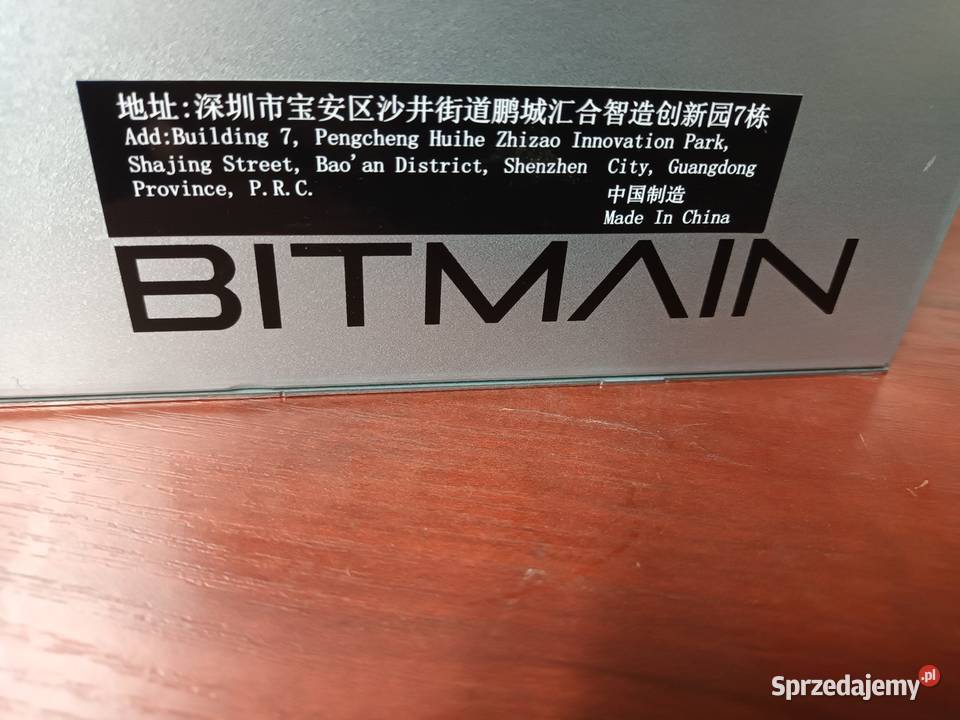 地址:深圳市宝安区沙井街道鹏城汇合智造创新园7栋
Add:Building 7, Pengcheng Huihe Zhizao Innovation Park,
Shajing Street, Bao'an District, Shenzhen City, Guangdong
Province, P.R.C.
中国制造
Made In China
BITMAIN
Sprzedajemy.pl